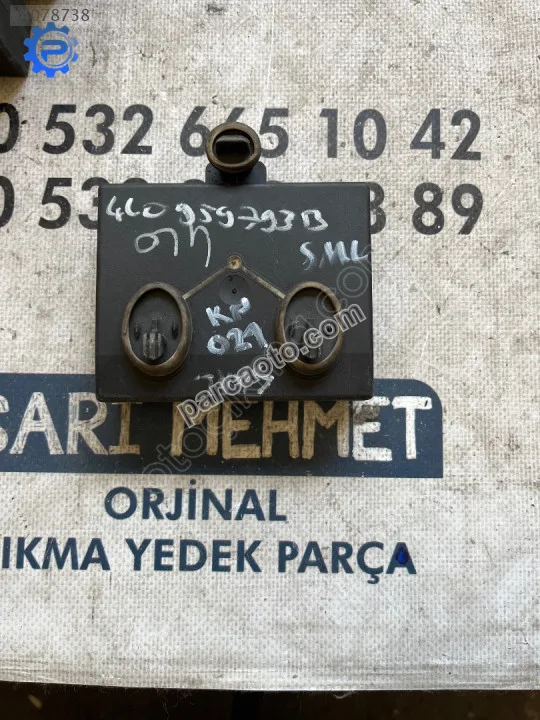 78738
0 532 665 10 42
0 53 8 89
4L0 959 793 B
SML
KP
021
parcaoto.com
SARI MEHMET
ORJİNAL
IKMA YEDEK PARÇA